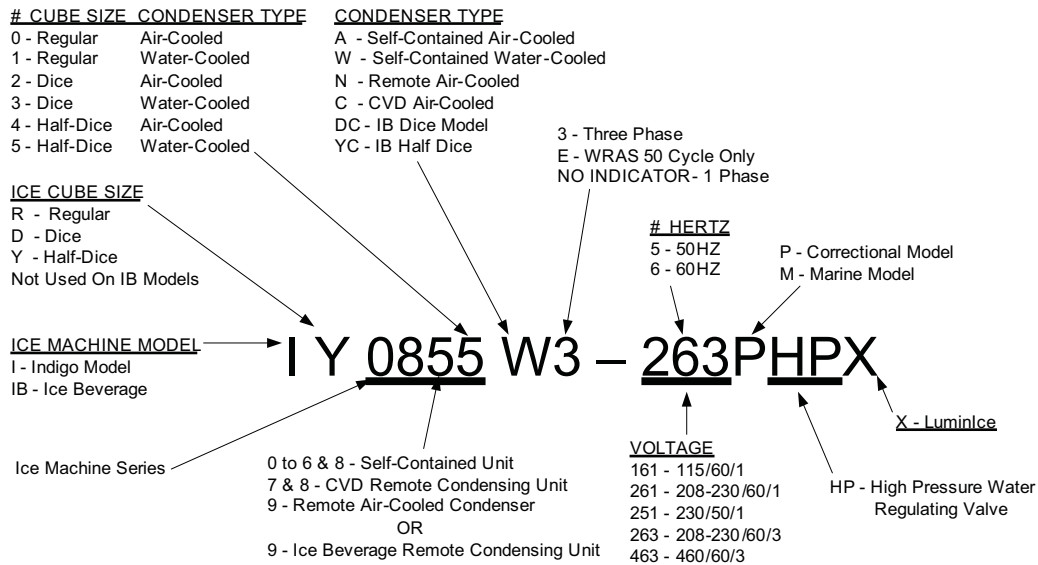 # CUBE SIZE CONDENSER TYPE
0 - Regular Air-Cooled
1 - Regular Water-Cooled
2 - Dice Air-Cooled
3 - Dice Water-Cooled
4 - Half-Dice Air-Cooled
5 - Half-Dice Water-Cooled
CONDENSER TYPE
A - Self-Contained Air-Cooled
W - Self-Contained Water-Cooled
N - Remote Air-Cooled
C - CVD Air-Cooled
DC - IB Dice Model
YC - IB Half Dice
3 - Three Phase
E - WRAS 50 Cycle Only
NO INDICATOR- 1 Phase
ICE CUBE SIZE
R - Regular
D - Dice
Y - Half-Dice
Not Used On IB Models
# HERTZ
5 - 50HZ
6 - 60HZ
P - Correctional Model
M - Marine Model
ICE MACHINE MODEL
I - Indigo Model
IB - Ice Beverage
I Y 0855 W3 – 263PHPX
X - LuminIce
Ice Machine Series
0 to 6 & 8 - Self-Contained Unit
7 & 8 - CVD Remote Condensing Unit
9 - Remote Air-Cooled Condenser
OR
9 - Ice Beverage Remote Condensing Unit
VOLTAGE
161 - 115/60/1
261 - 208-230/60/1
251 - 230/50/1
263 - 208-230/60/3
463 - 460/60/3
HP - High Pressure Water
Regulating Valve